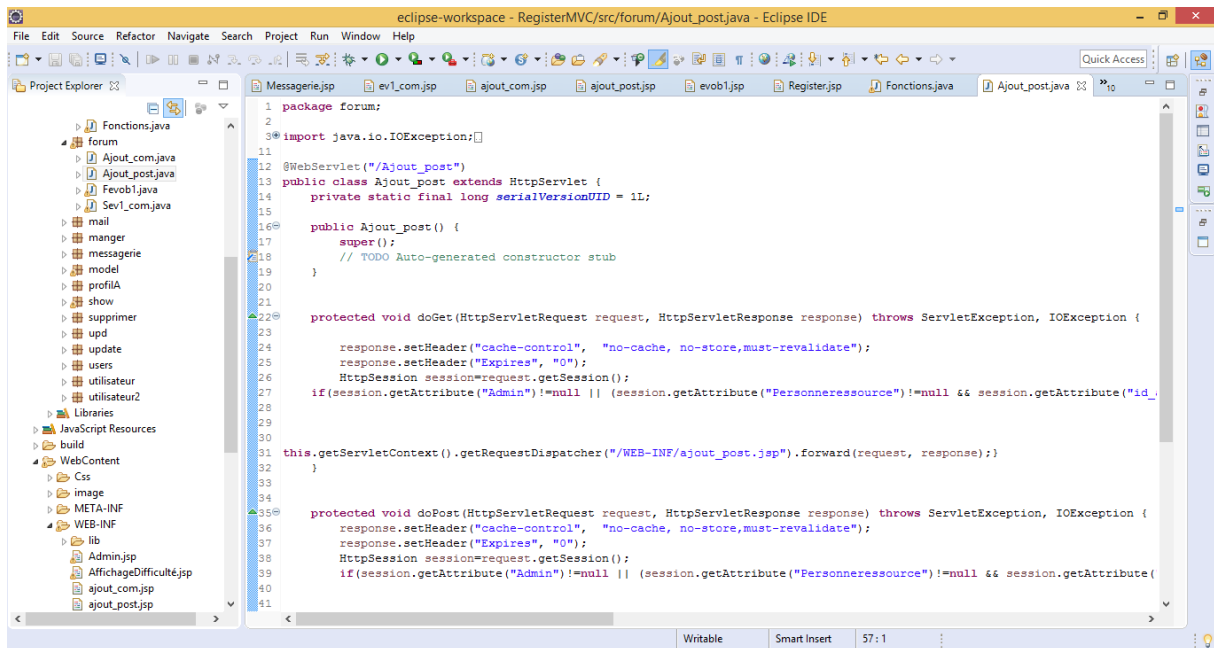 eclipse-workspace - RegisterMVC/src/forum/Ajout_post.java - Eclipse IDE
File Edit Source Refactor Navigate Search Project Run Window Help
Quick Access
Project Explorer
Messagerie.jsp
ev1_com.jsp
ajout_com.jsp
ajout_post.jsp
evob1.jsp
Register.jsp
Fonctions.java
Ajout_post.java
»10
Fonctions.java
forum
Ajout_com.java
Ajout_post.java
Fevob1.java
Sev1_com.java
mail
manger
messagerie
model
profilA
show
supprimer
upd
update
users
utilisateur
utilisateur2
Libraries
JavaScript Resources
build
WebContent
Css
image
META-INF
WEB-INF
lib
Admin.jsp
AffichageDifficulté.jsp
ajout_com.jsp
ajout_post.jsp
1 package forum;
2
3 import java.io.IOException;
11
12 @WebServlet("/Ajout_post")
13 public class Ajout_post extends HttpServlet {
14 private static final long serialVersionUID = 1L;
15
16 public Ajout_post() {
17 super();
18 // TODO Auto-generated constructor stub
19 }
20
21
22 protected void doGet(HttpServletRequest request, HttpServletResponse response) throws ServletException, IOException {
23
24 response.setHeader("cache-control", "no-cache, no-store,must-revalidate");
25 response.setHeader("Expires", "0");
26 HttpSession session=request.getSession();
27 if(session.getAttribute("Admin")!=null || (session.getAttribute("Personneressource")!=null && session.getAttribute("id_
28
29
30
31 this.getServletContext().getRequestDispatcher("/WEB-INF/ajout_post.jsp").forward(request, response);}
32 }
33
34
35 protected void doPost(HttpServletRequest request, HttpServletResponse response) throws ServletException, IOException {
36 response.setHeader("cache-control", "no-cache, no-store,must-revalidate");
37 response.setHeader("Expires", "0");
38 HttpSession session=request.getSession();
39 if(session.getAttribute("Admin")!=null || (session.getAttribute("Personneressource")!=null && session.getAttribute(
40
41
Writable
Smart Insert
57 : 1